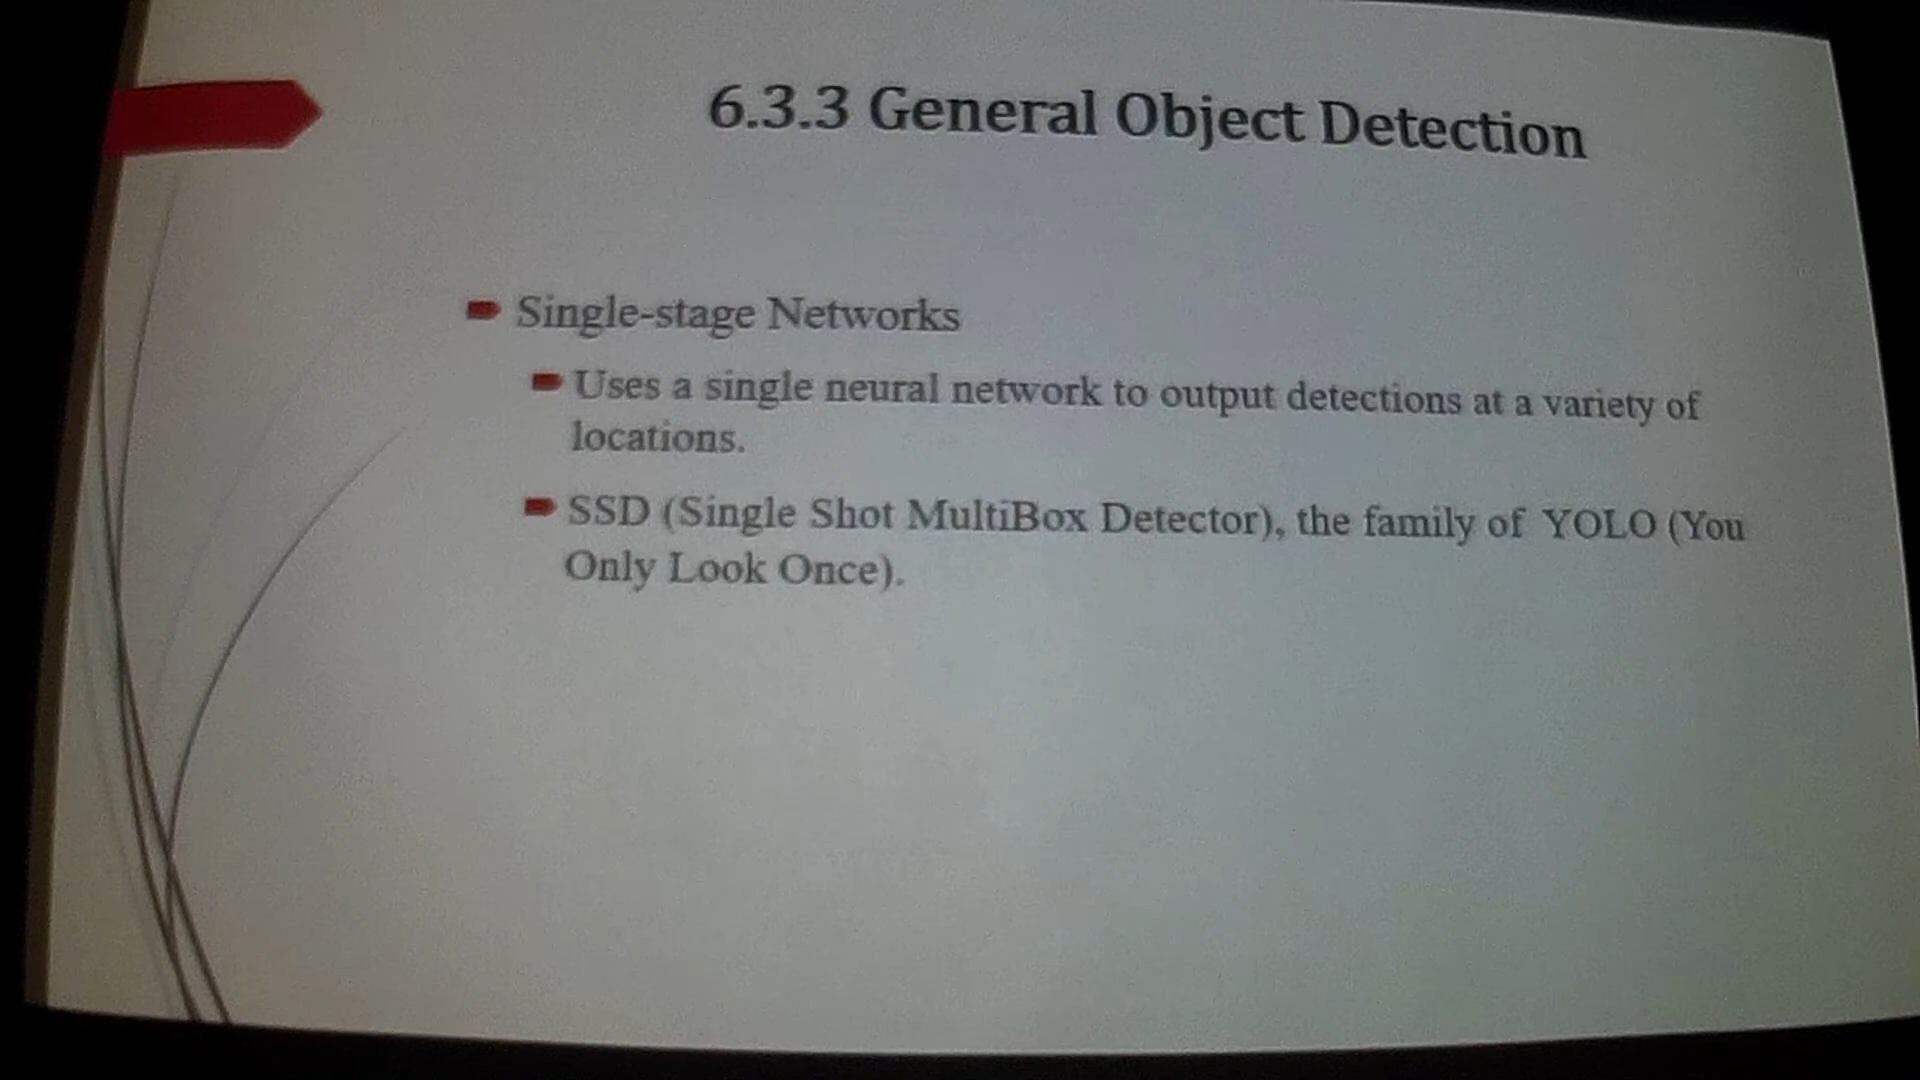 6.3.3 General Object Detection
Single-stage Networks
Uses a single neural network to output detections at a variety of
locations.
SSD (Single Shot MultiBox Detector), the family of YOLO (You
Only Look Once).